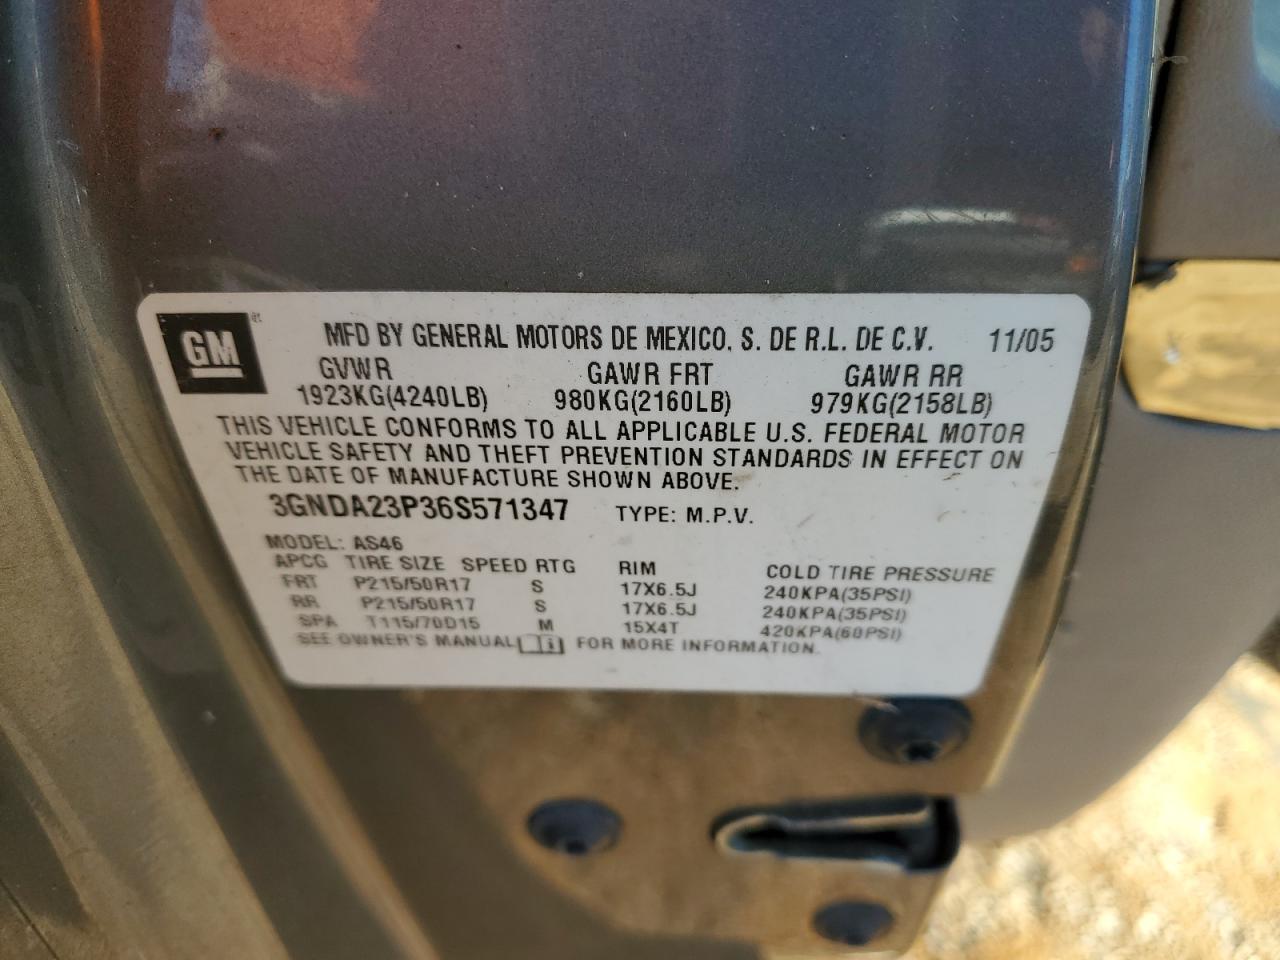 GM MFD BY GENERAL MOTORS DE MEXICO, S. DE R.L. DE C.V. 11/05
GVWR GAWR FRT GAWR RR
1923KG(4240LB) 980KG(2160LB) 979KG(2158LB)
THIS VEHICLE CONFORMS TO ALL APPLICABLE U.S. FEDERAL MOTOR
VEHICLE SAFETY AND THEFT PREVENTION STANDARDS IN EFFECT ON
THE DATE OF MANUFACTURE SHOWN ABOVE.
3GNDA23P36S571347 TYPE: M.P.V.
MODEL: AS46
APCG TIRE SIZE SPEED RTG RIM COLD TIRE PRESSURE
FRT P215/50R17 S 17X6.5J 240KPA(35PSI)
RR P215/50R17 S 17X6.5J 240KPA(35PSI)
SPA T115/70D15 M 15X4T 420KPA(60PSI)
SEE OWNER'S MANUAL i FOR MORE INFORMATION.